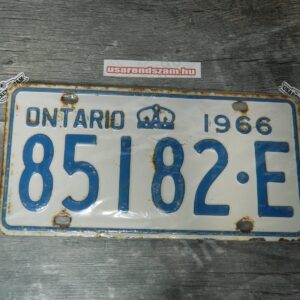 usarendszam.hu
ONTARIO 1966
85182·E